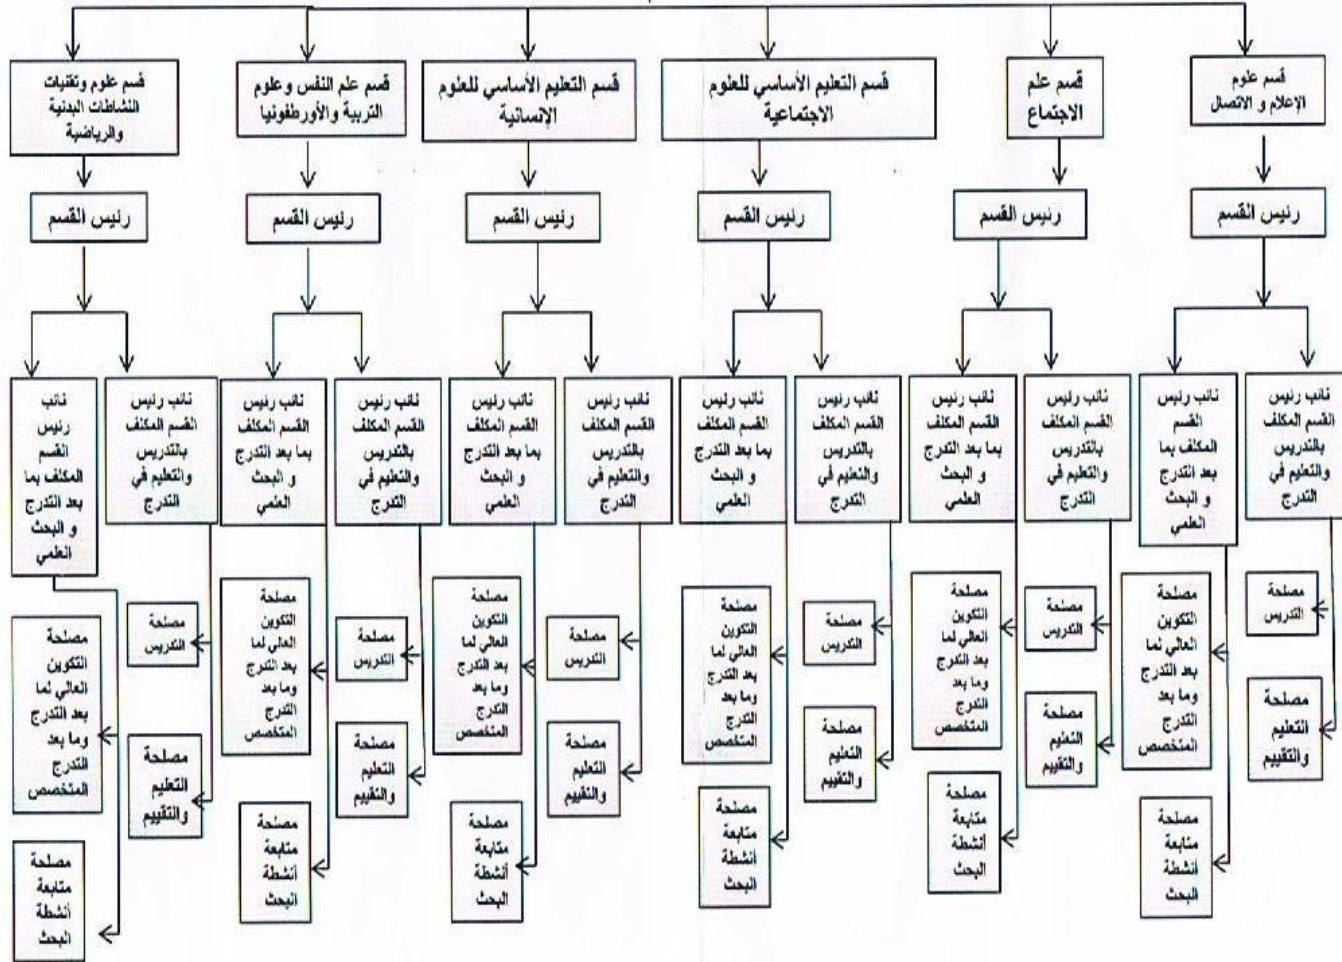 قسم علوم
الإعلام و الاتصال
قسم علم
الاجتماع
قسم التعليم الأساسي للعلوم
الاجتماعية
قسم التعليم الأساسي للعلوم
الإنسانية
قسم علم النفس وعلوم
التربية والأورطفونيا
قسم علوم وتقنيات
النشاطات البدنية
والرياضية
رئيس القسم
رئيس القسم
رئيس القسم
رئيس القسم
رئيس القسم
رئيس القسم
نائب رئيس
القسم المكلف
بالتدريس
والتعليم في
التدرج
نائب رئيس
القسم
المكلف بما
بعد التدرج
و البحث
العلمي
نائب رئيس
القسم المكلف
بالتدريس
والتعليم في
التدرج
نائب رئيس
القسم المكلف
بما بعد التدرج
و البحث
العلمي
نائب رئيس
القسم المكلف
بالتدريس
والتعليم في
التدرج
نائب رئيس
القسم المكلف
بما بعد التدرج
و البحث
العلمي
نائب رئيس
القسم المكلف
بالتدريس
والتعليم في
التدرج
نائب رئيس
القسم المكلف
بما بعد التدرج
و البحث
العلمي
نائب رئيس
القسم المكلف
بالتدريس
والتعليم في
التدرج
نائب رئيس
القسم المكلف
بما بعد التدرج
و البحث
العلمي
نائب رئيس
القسم المكلف
بالتدريس
والتعليم في
التدرج
نائب
رئيس
القسم
المكلف بما
بعد التدرج
و البحث
العلمي
مصلحة
التدريس
مصلحة
التكوين
العالي لما
بعد التدرج
وما بعد
التدرج
المتخصص
مصلحة
التدريس
مصلحة
التكوين
العالي لما
بعد التدرج
وما بعد
التدرج
المتخصص
مصلحة
التدريس
مصلحة
التكوين
العالي لما
بعد التدرج
وما بعد
التدرج
المتخصص
مصلحة
التدريس
مصلحة
التكوين
العالي لما
بعد التدرج
وما بعد
التدرج
المتخصص
مصلحة
التدريس
مصلحة
التكوين
العالي لما
بعد التدرج
وما بعد
التدرج
المتخصص
مصلحة
التدريس
مصلحة
التكوين
العالي لما
بعد التدرج
وما بعد
التدرج
المتخصص
مصلحة
التعليم
والتقييم
مصلحة
متابعة
أنشطة
البحث
مصلحة
التعليم
والتقييم
مصلحة
متابعة
أنشطة
البحث
مصلحة
التعليم
والتقييم
مصلحة
متابعة
أنشطة
البحث
مصلحة
التعليم
والتقييم
مصلحة
متابعة
أنشطة
البحث
مصلحة
التعليم
والتقييم
مصلحة
متابعة
أنشطة
البحث
مصلحة
التعليم
والتقييم
مصلحة
متابعة
أنشطة
البحث